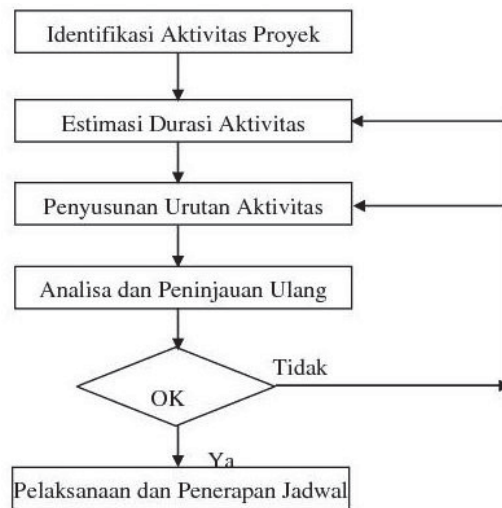 Identifikasi Aktivitas Proyek
Estimasi Durasi Aktivitas
Penyusunan Urutan Aktivitas
Analisa dan Peninjauan Ulang
Tidak
OK
Ya
Pelaksanaan dan Penerapan Jadwal